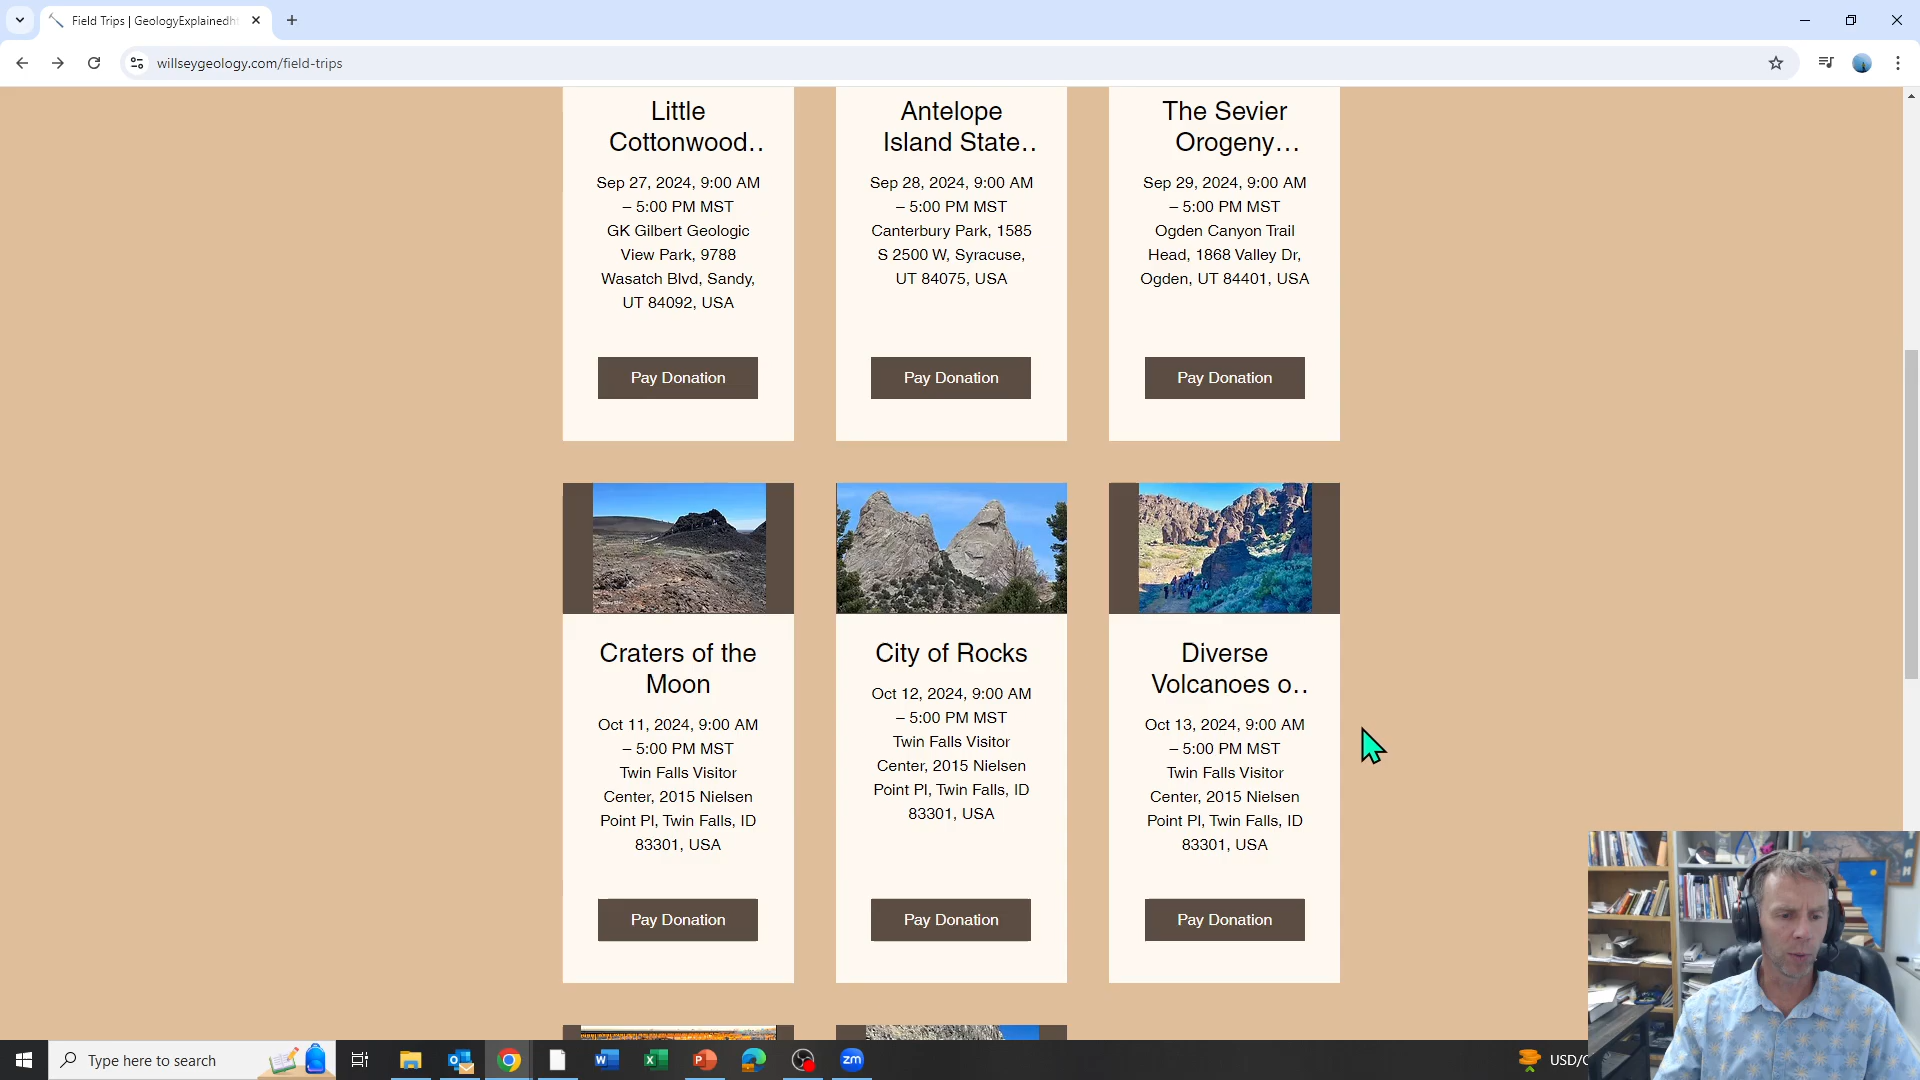 Field Trips | GeologyExplained
willseygeology.com/field-trips
Little
Cottonwood..
Sep 27, 2024, 9:00 AM
– 5:00 PM MST
GK Gilbert Geologic
View Park, 9788
Wasatch Blvd, Sandy,
UT 84092, USA
Pay Donation
Antelope
Island State..
Sep 28, 2024, 9:00 AM
– 5:00 PM MST
Canterbury Park, 1585
S 2500 W, Syracuse,
UT 84075, USA
Pay Donation
The Sevier
Orogeny...
Sep 29, 2024, 9:00 AM
– 5:00 PM MST
Ogden Canyon Trail
Head, 1868 Valley Dr,
Ogden, UT 84401, USA
Pay Donation
Craters of the
Moon
Oct 11, 2024, 9:00 AM
– 5:00 PM MST
Twin Falls Visitor
Center, 2015 Nielsen
Point Pl, Twin Falls, ID
83301, USA
Pay Donation
City of Rocks
Oct 12, 2024, 9:00 AM
– 5:00 PM MST
Twin Falls Visitor
Center, 2015 Nielsen
Point Pl, Twin Falls, ID
83301, USA
Pay Donation
Diverse
Volcanoes o..
Oct 13, 2024, 9:00 AM
– 5:00 PM MST
Twin Falls Visitor
Center, 2015 Nielsen
Point Pl, Twin Falls, ID
83301, USA
Pay Donation
Type here to search
zm
USD/C